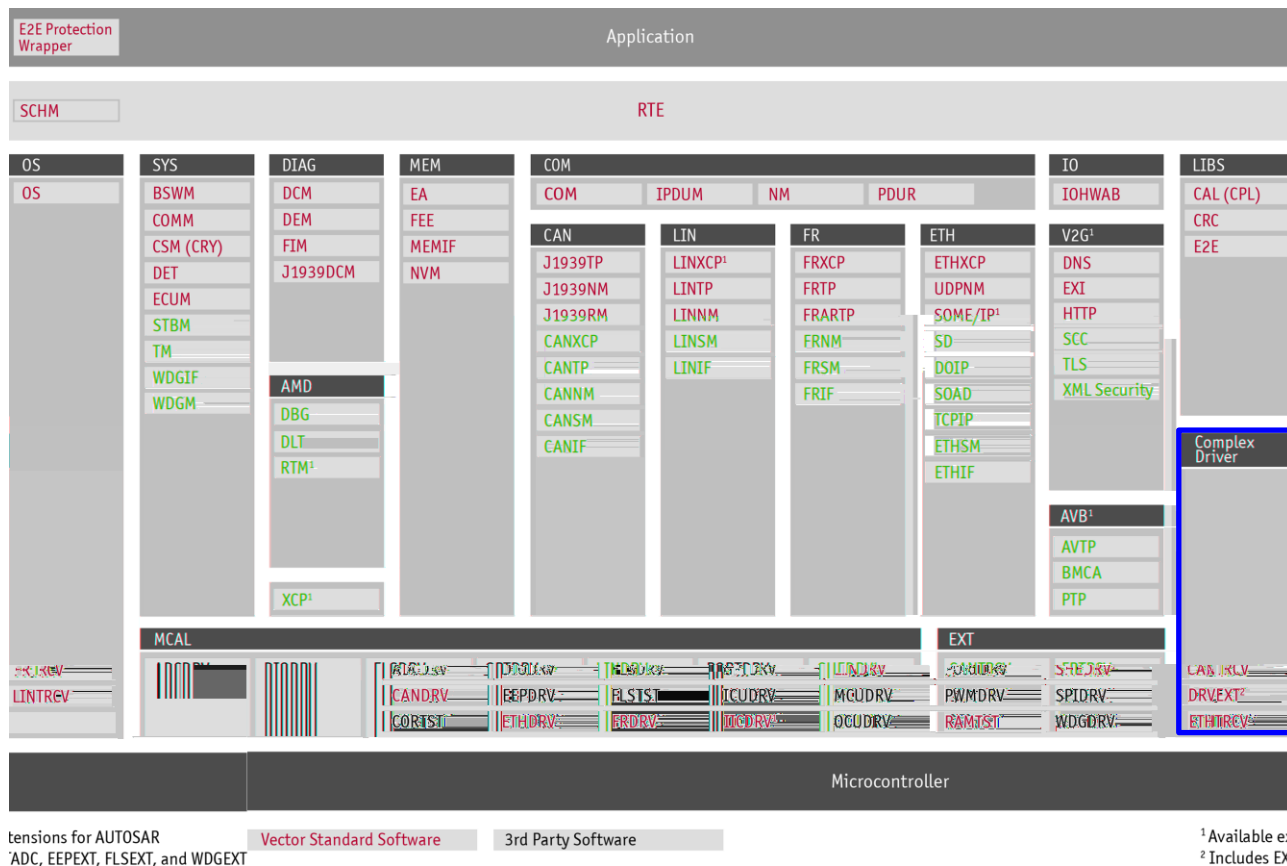 E2E Protection
Wrapper
Application
SCHM
RTE
OS
OS
SYS
BSWM
COMM
CSM (CRY)
DET
ECUM
STBM
TM
WDGIF
WDGM
DIAG
DCM
DEM
FIM
J1939DCM
AMD
DBG
DLT
RTM¹
XCP¹
MEM
EA
FEE
MEMIF
NVM
COM
COM
IPDUM
NM
PDUR
CAN
J1939TP
J1939NM
J1939RM
CANXCP
CANTP
CANNM
CANSM
CANIF
LIN
LINXCP¹
LINTP
LINNM
LINSM
LINIF
FR
FRXCP
FRTP
FRARTP
FRNM
FRSM
FRIF
ETH
ETHXCP
UDPNM
SOME/IP¹
SD
DOIP
SOAD
TCPIP
ETHSM
ETHIF
IO
IOHWAB
V2G¹
DNS
EXI
HTTP
SCC
TLS
XML Security
AVB¹
AVTP
BMCA
PTP
LIBS
CAL (CPL)
CRC
E2E
Complex
Driver
MCAL
EXT
LINTRCV
CANDRV
EEPDRV
FLSTST
ICUDRV
MCUDRV
PWMDRV
SPIDRV
DRVEXT²
CORTST
ETHDRV
FRDRV
IICDRV¹
OCUDRV
RAMTST
WDGDRV
ETHTRCV
Microcontroller
tensions for AUTOSAR
Vector Standard Software
3rd Party Software
¹ Available e
ADC, EEPEXT, FLSEXT, and WDGEXT
² Includes EX